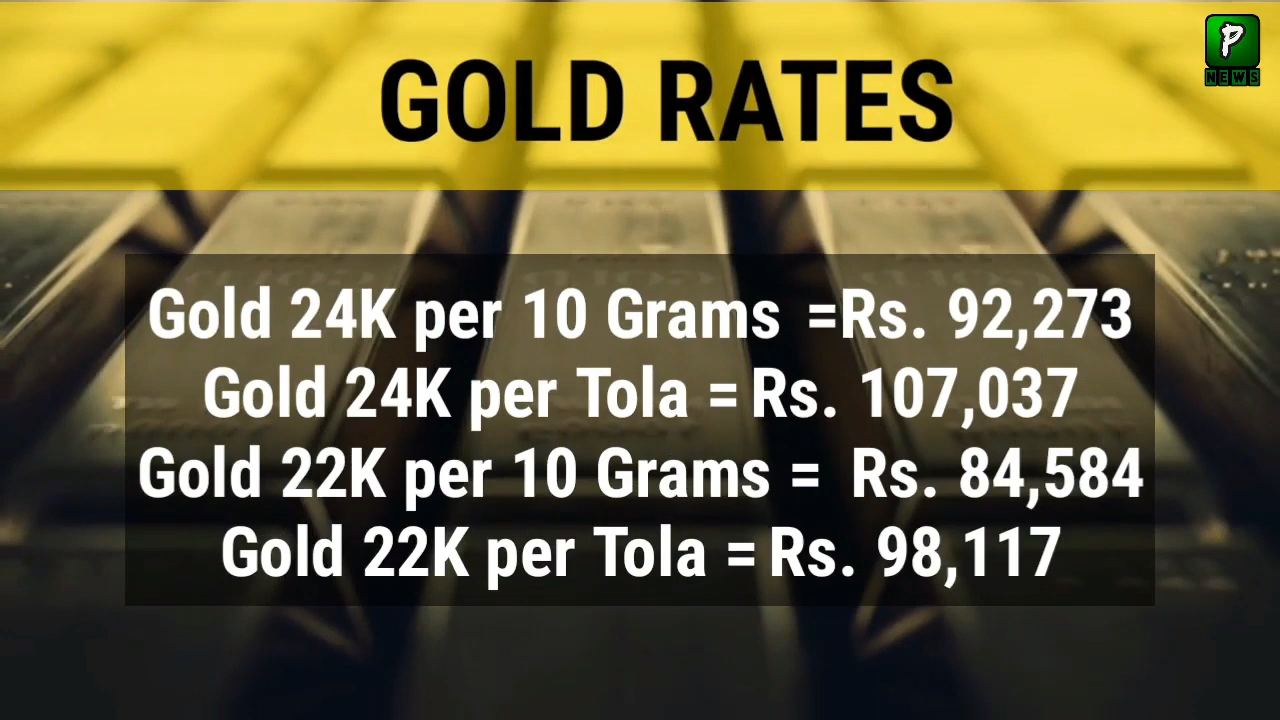 P
NEWS
GOLD RATES
Gold 24K per 10 Grams =Rs. 92,273
Gold 24K per Tola = Rs. 107,037
Gold 22K per 10 Grams = Rs. 84,584
Gold 22K per Tola = Rs. 98,117